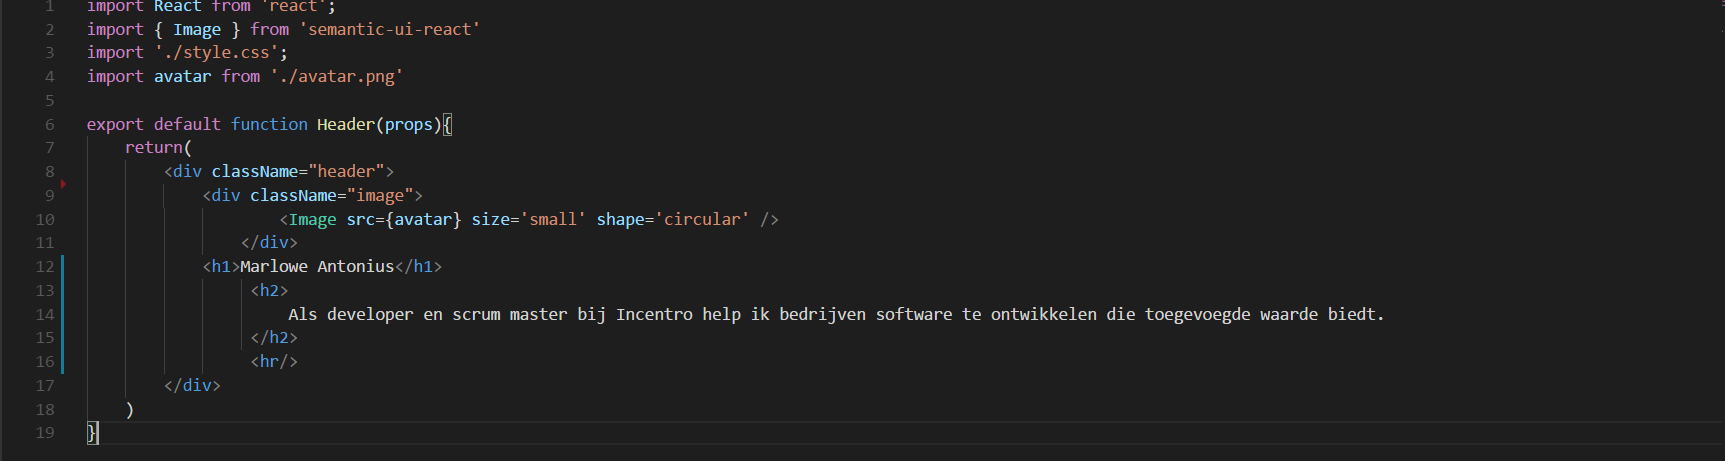 1 import React from 'react';
2 import { Image } from 'semantic-ui-react'
3 import './style.css';
4 import avatar from './avatar.png'
5
6 export default function Header(props){
7 return(
8 <div className="header">
9 <div className="image">
10 <Image src={avatar} size='small' shape='circular' />
11 </div>
12 <h1>Marlowe Antonius</h1>
13 <h2>
14 Als developer en scrum master bij Incentro help ik bedrijven software te ontwikkelen die toegevoegde waarde biedt.
15 </h2>
16 <hr/>
17 </div>
18 )
19 }